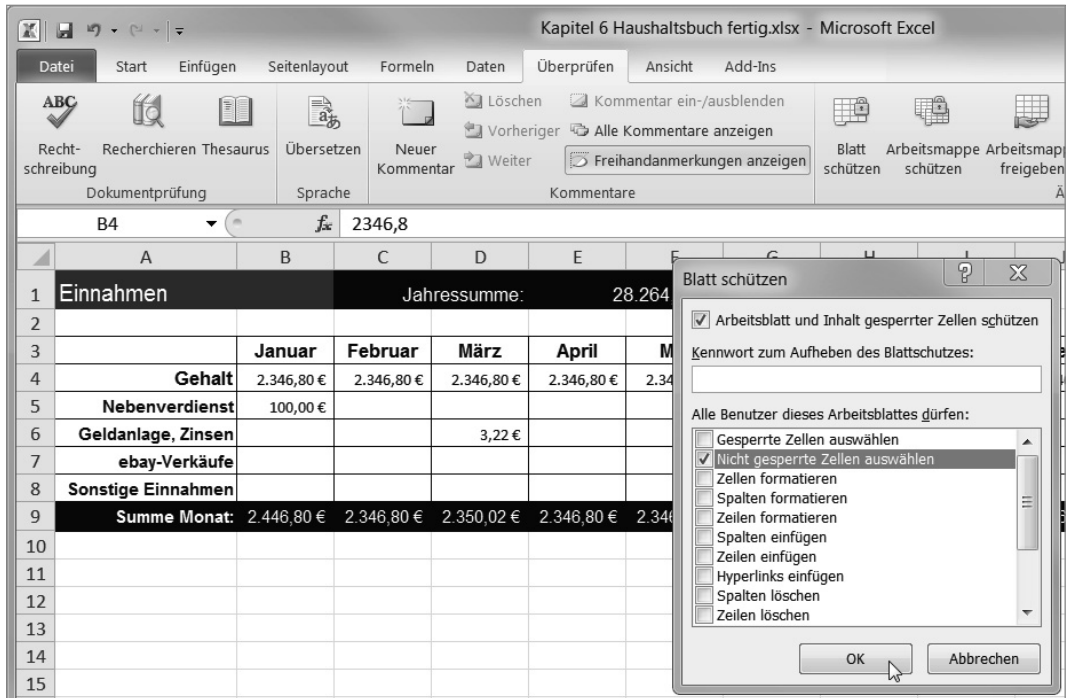 Kapitel 6 Haushaltsbuch fertig.xlsx - Microsoft Excel
Datei Start Einfügen Seitenlayout Formeln Daten Überprüfen Ansicht Add-Ins
ABC
Recht-
schreibung
Recherchieren
Thesaurus
Dokumentprüfung
aあ
Übersetzen
Sprache
Neuer
Kommentar
Löschen
Vorheriger
Weiter
Kommentar ein-/ausblenden
Alle Kommentare anzeigen
Freihandanmerkungen anzeigen
Kommentare
Blatt
schützen
Arbeitsmappe
schützen
Arbeitsmapp
freigeben
Ä
B4 fx 2346,8
A B C D E
1 Einnahmen Jahressumme: 28.264
2
3 Januar Februar März April M
4 Gehalt 2.346,80 € 2.346,80 € 2.346,80 € 2.346,80 € 2.34
5 Nebenverdienst 100,00 €
6 Geldanlage, Zinsen 3,22 €
7 ebay-Verkäufe
8 Sonstige Einnahmen
9 Summe Monat: 2.446,80 € 2.346,80 € 2.350,02 € 2.346,80 € 2.346
10
11
12
13
14
15
Blatt schützen
Arbeitsblatt und Inhalt gesperrter Zellen schützen
Kennwort zum Aufheben des Blattschutzes:
Alle Benutzer dieses Arbeitsblattes dürfen:
Gesperrte Zellen auswählen
Nicht gesperrte Zellen auswählen
Zellen formatieren
Spalten formatieren
Zeilen formatieren
Spalten einfügen
Zeilen einfügen
Hyperlinks einfügen
Spalten löschen
Zeilen löschen
OK Abbrechen